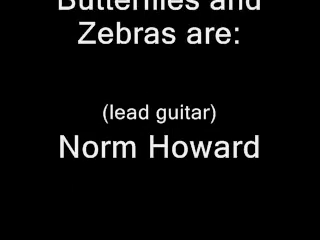 Butterflies and
Zebras are:
(lead guitar)
Norm Howard